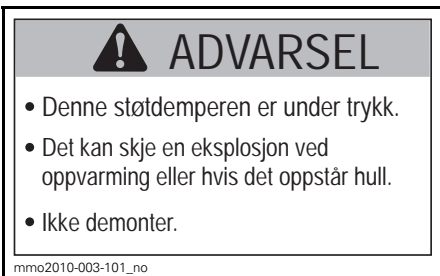 ADVARSEL
• Denne støtdemperen er under trykk.
• Det kan skje en eksplosjon ved
oppvarming eller hvis det oppstår hull.
• Ikke demonter.
mmo2010-003-101_no